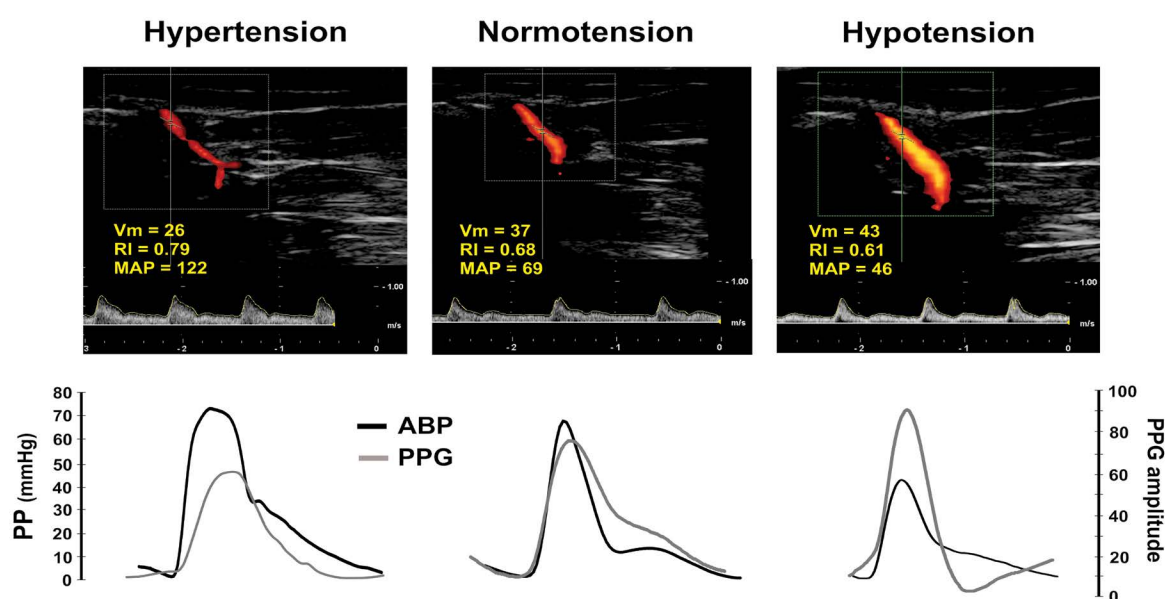 Hypertension
Normotension
Hypotension
Vm = 26
RI = 0.79
MAP = 122
Vm = 37
RI = 0.68
MAP = 69
Vm = 43
RI = 0.61
MAP = 46
- 1.00
m/s
3
-2
-1
0
- 1.00
m/s
-2
-1
0
- 1.00
m/s
-2
-1
0
80
70
60
50
40
30
20
10
0
PP (mmHg)
ABP
PPG
100
80
60
40
20
0
PPG amplitude